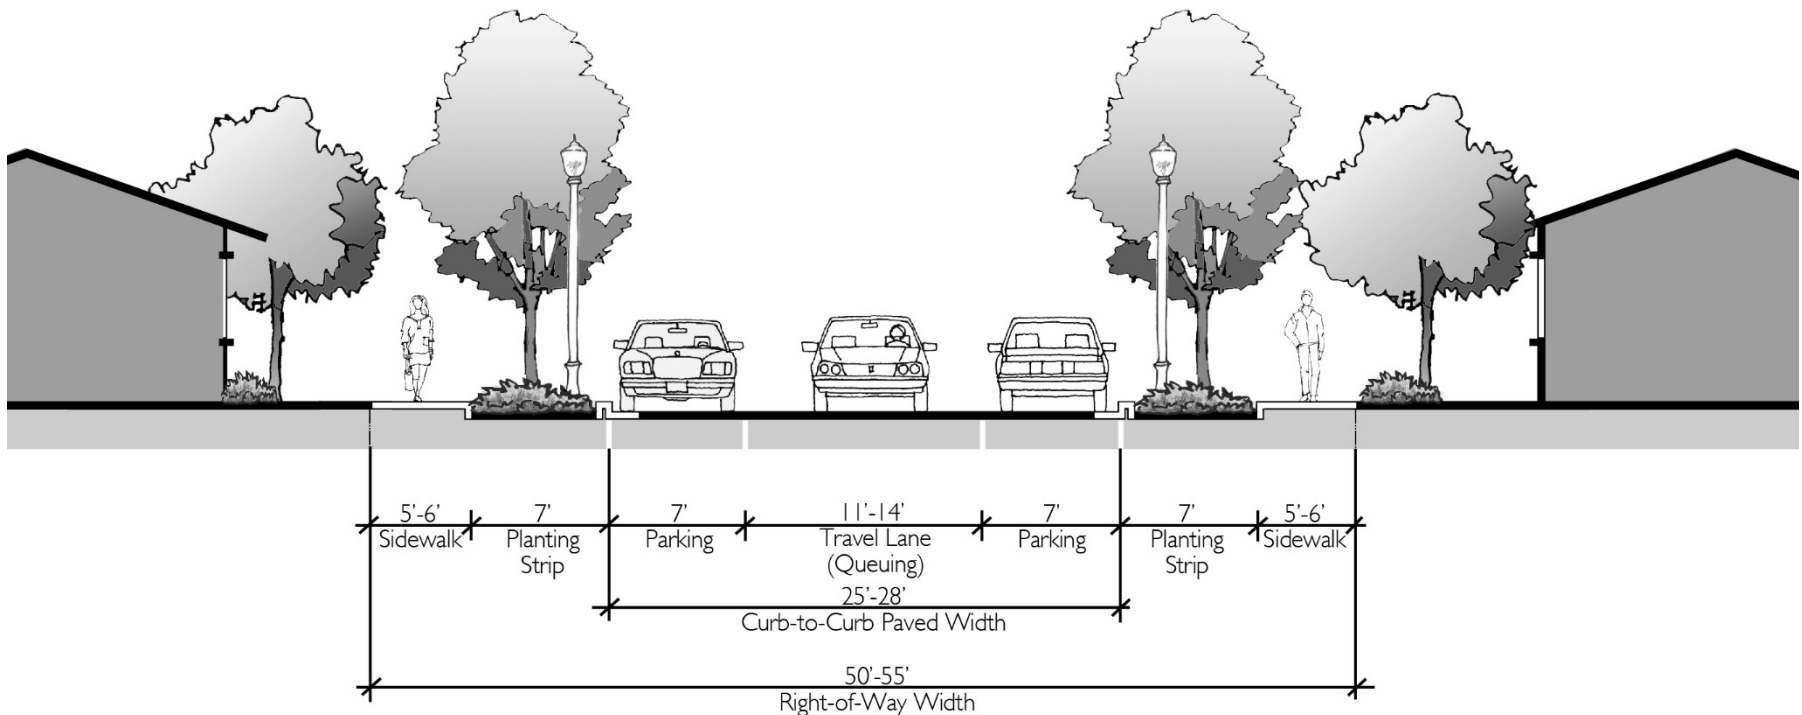 5'-6'
Sidewalk
7'
Planting
Strip
7'
Parking
11'-14'
Travel Lane
(Queuing)
7'
Parking
7'
Planting
Strip
5'-6'
Sidewalk
25'-28'
Curb-to-Curb Paved Width
50'-55'
Right-of-Way Width